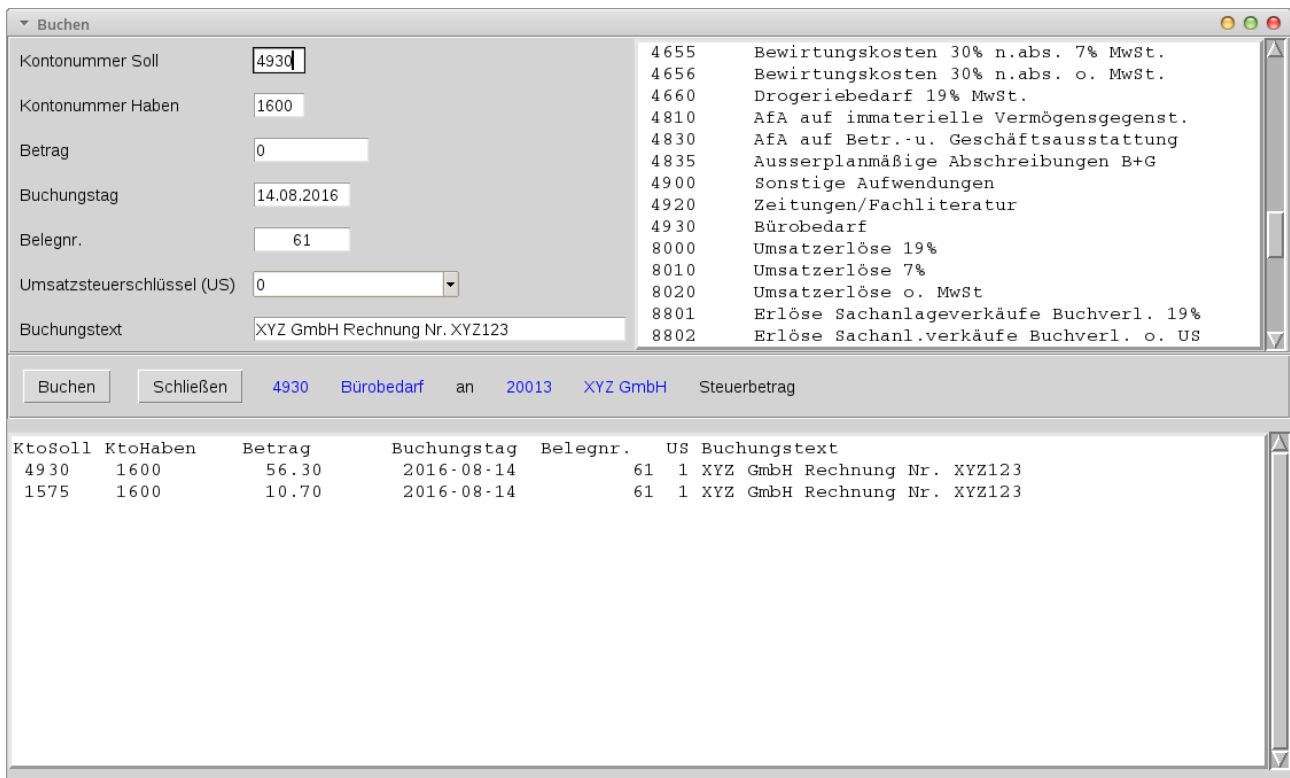 Buchen
Kontonummer Soll 4930
Kontonummer Haben 1600
Betrag 0
Buchungstag 14.08.2016
Belegnr. 61
Umsatzsteuerschlüssel (US) 0
Buchungstext XYZ GmbH Rechnung Nr. XYZ123
4655 Bewirtungskosten 30% n.abs. 7% MwSt.
4656 Bewirtungskosten 30% n.abs. o. MwSt.
4660 Drogeriebedarf 19% MwSt.
4810 AfA auf immaterielle Vermögensgegenst.
4830 AfA auf Betr.-u. Geschäftsausstattung
4835 Ausserplanmäßige Abschreibungen B+G
4900 Sonstige Aufwendungen
4920 Zeitungen/Fachliteratur
4930 Bürobedarf
8000 Umsatzerlöse 19%
8010 Umsatzerlöse 7%
8020 Umsatzerlöse o. MwSt
8801 Erlöse Sachanlageverkäufe Buchverl. 19%
8802 Erlöse Sachanl.verkäufe Buchverl. o. US
Buchen Schließen 4930 Bürobedarf an 20013 XYZ GmbH Steuerbetrag
KtoSoll KtoHaben Betrag Buchungstag Belegnr. US Buchungstext
4930 1600 56.30 2016-08-14 61 1 XYZ GmbH Rechnung Nr. XYZ123
1575 1600 10.70 2016-08-14 61 1 XYZ GmbH Rechnung Nr. XYZ123